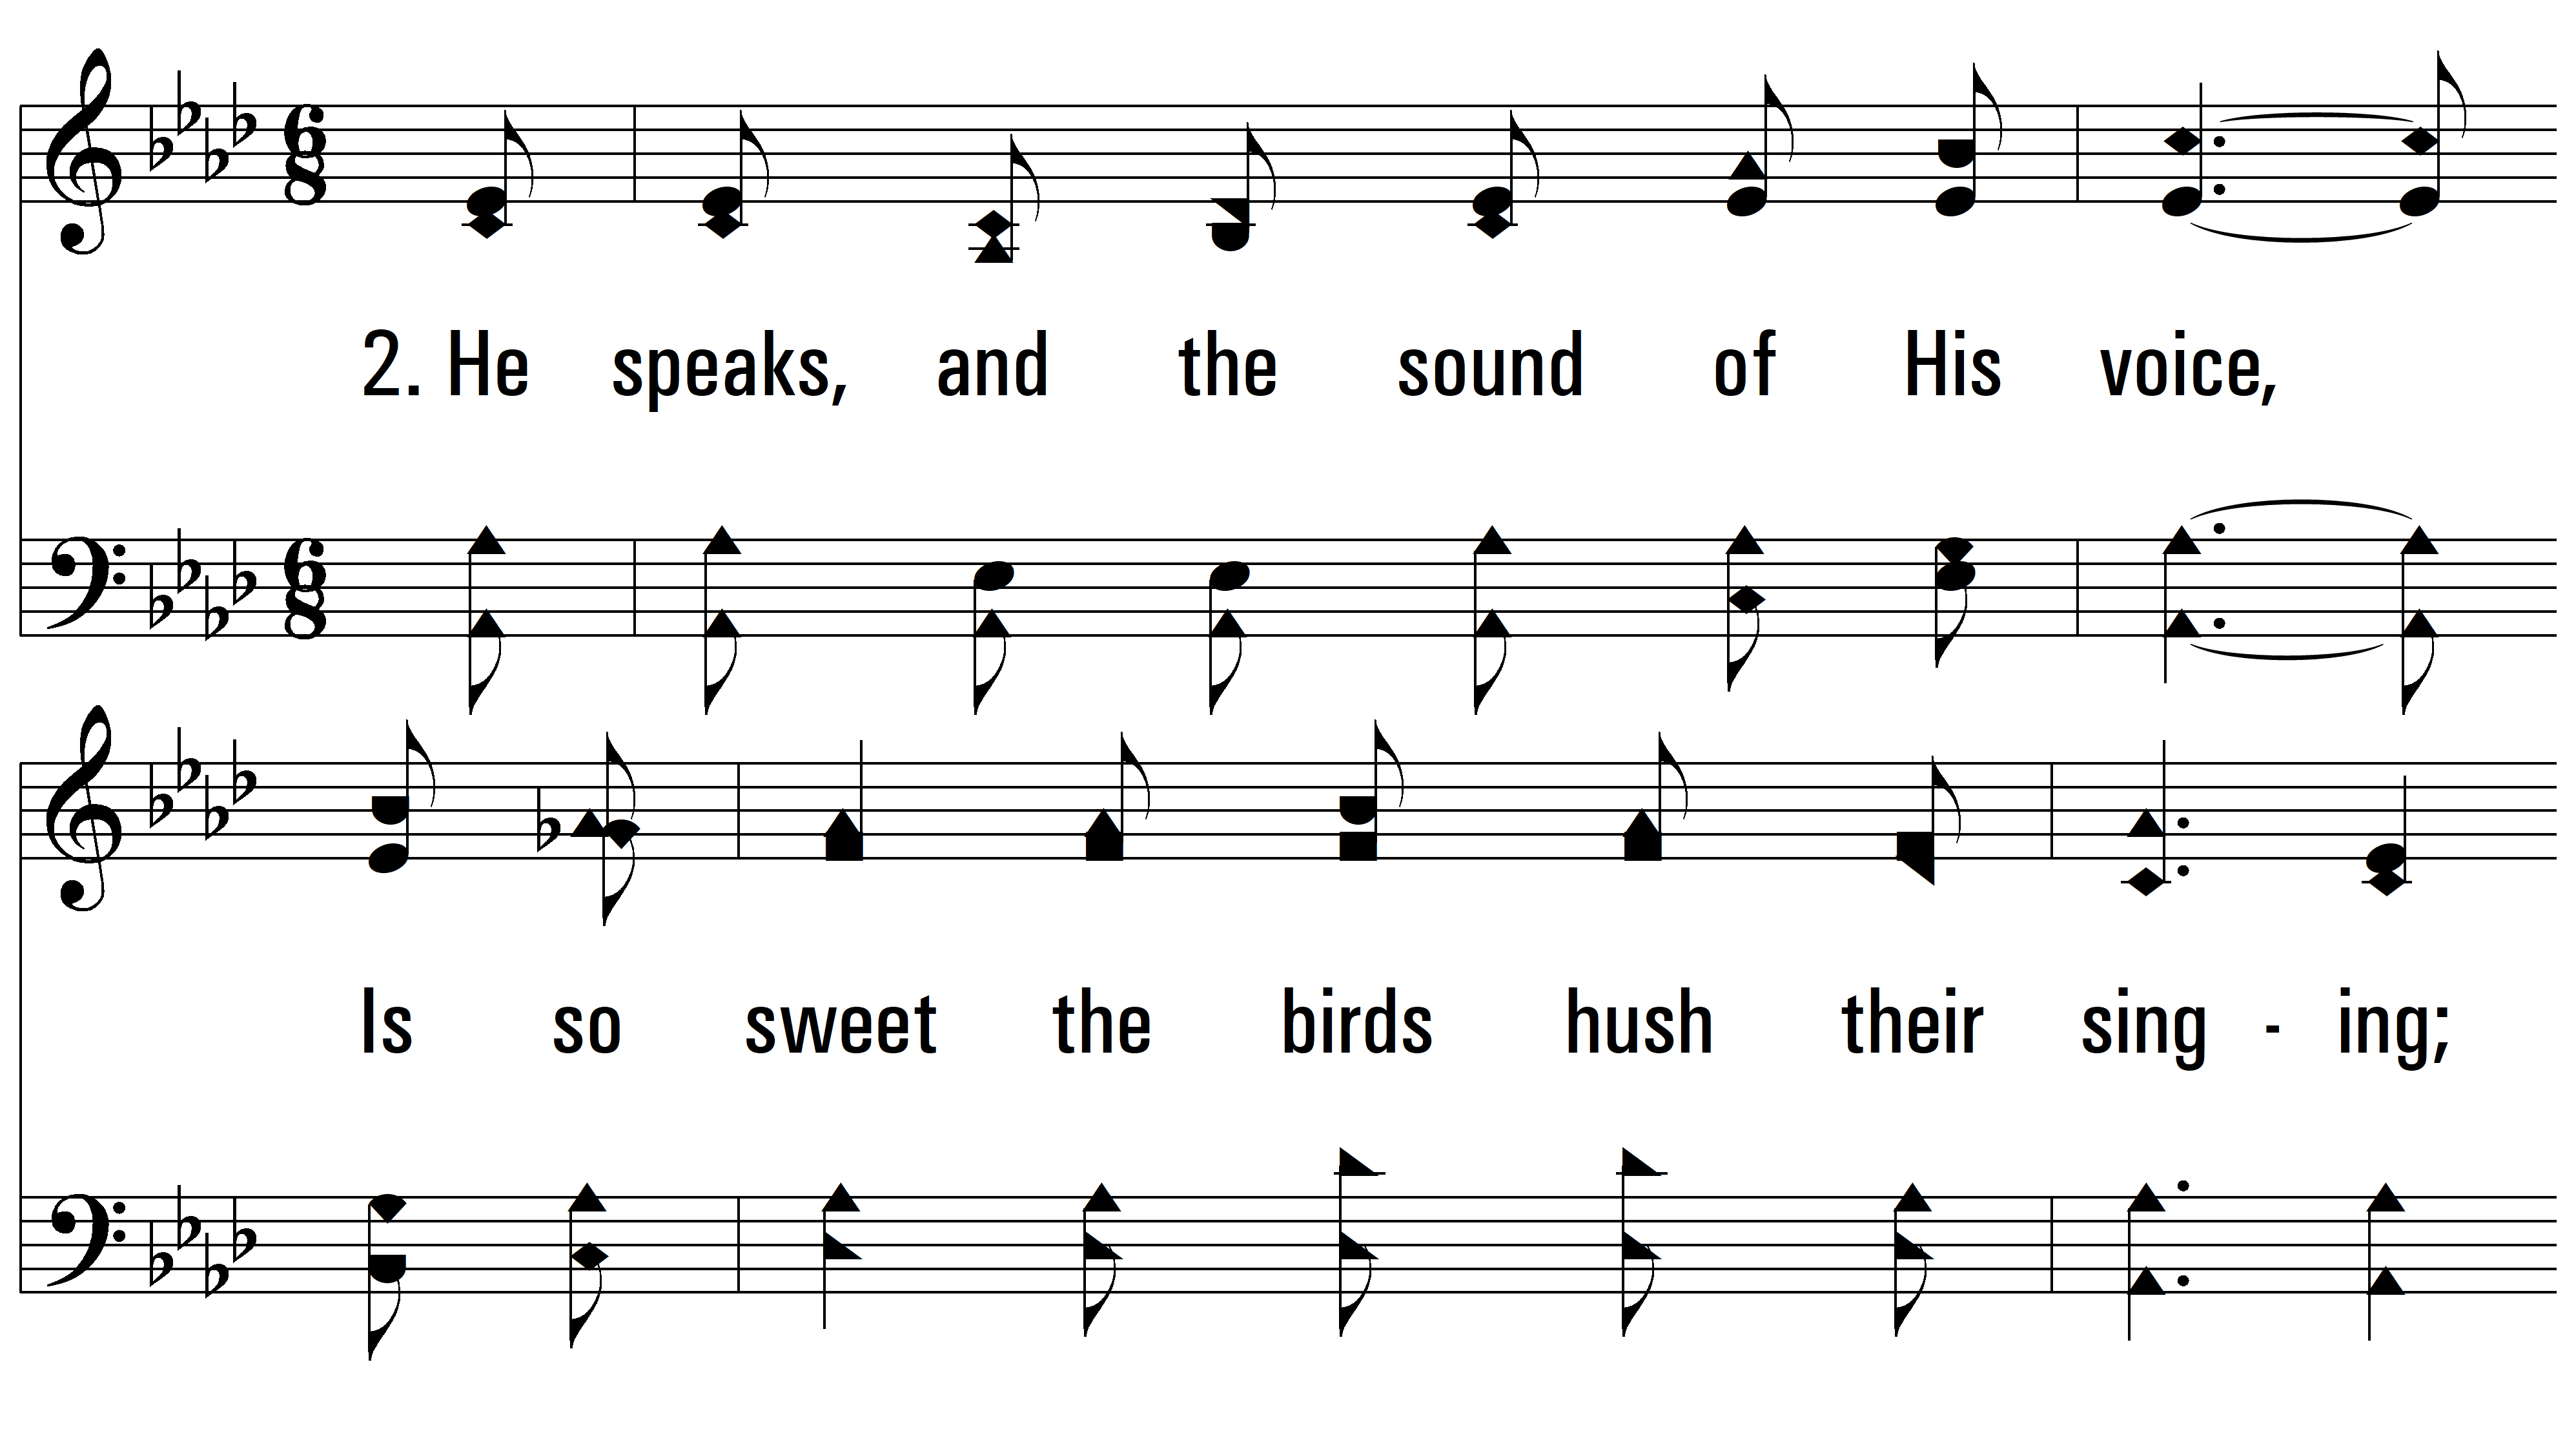 2. He speaks, and the sound of His voice,
Is so sweet the birds hush their sing - ing;